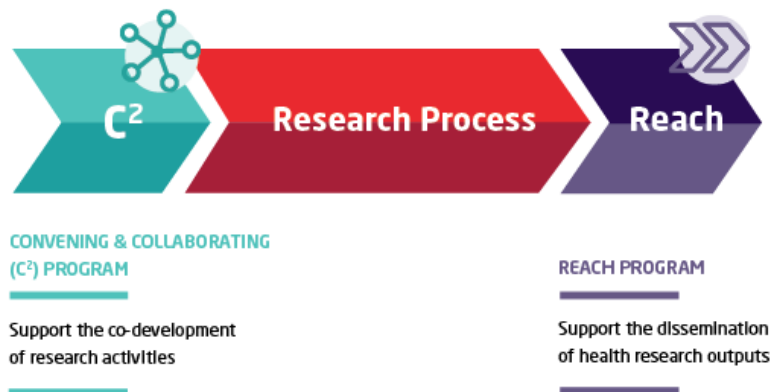 C²
Research Process
Reach
CONVENING & COLLABORATING
(C²) PROGRAM
Support the co-development
of research activities
REACH PROGRAM
Support the dissemination
of health research outputs